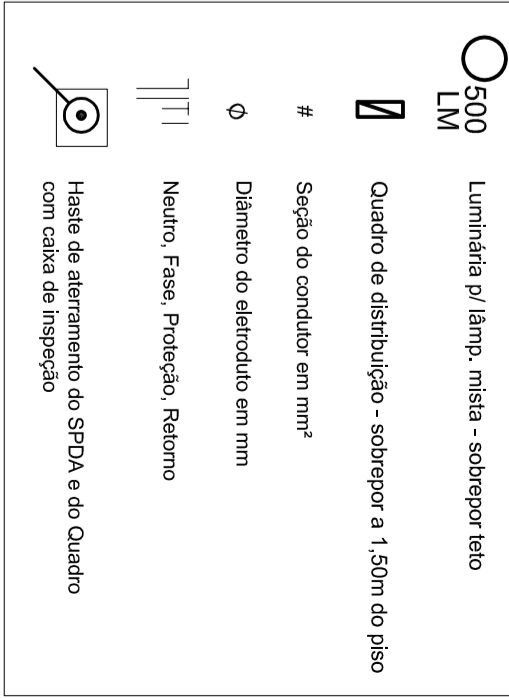 500
LM
Luminária p/ lâmp. mista - sobrepor teto
Quadro de distribuição - sobrepor a 1,50m do piso
# Seção do condutor em mm²
ϕ Diâmetro do eletroduto em mm
Neutro, Fase, Proteção, Retorno
Haste de aterramento do SPDA e do Quadro
com caixa de inspeção